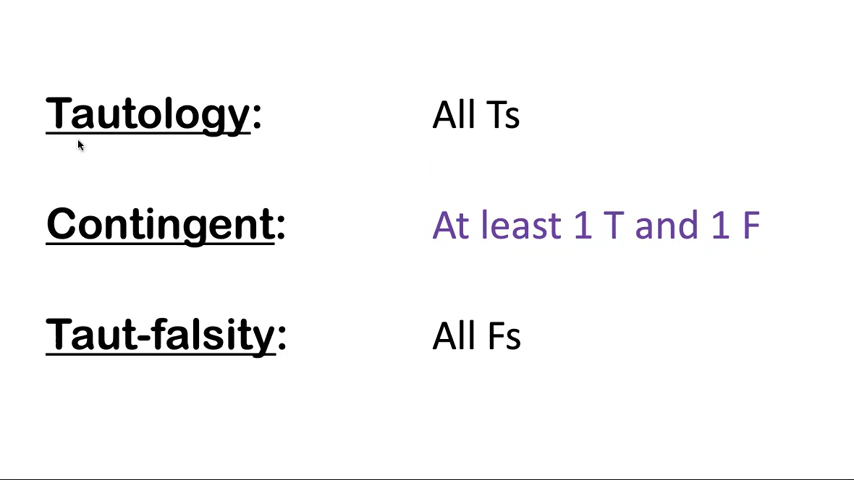 Tautology: All Ts
Contingent: At least 1 T and 1 F
Taut-falsity: All Fs